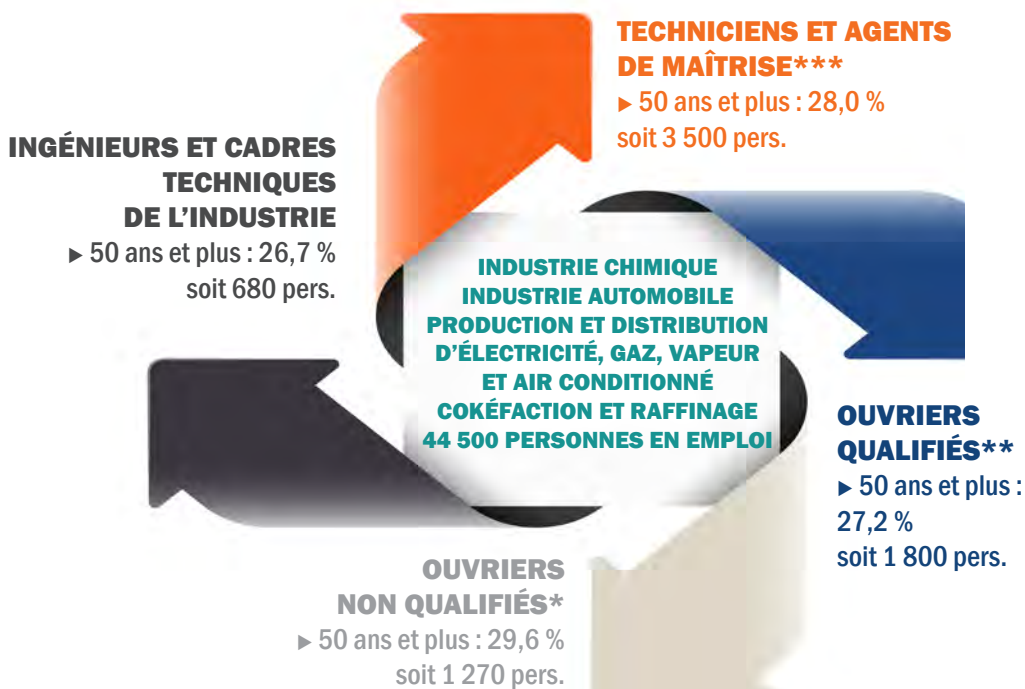 TECHNICIENS ET AGENTS
DE MAÎTRISE***
▸ 50 ans et plus : 28,0 %
soit 3 500 pers.
INGÉNIEURS ET CADRES
TECHNIQUES
DE L’INDUSTRIE
▸ 50 ans et plus : 26,7 %
soit 680 pers.
INDUSTRIE CHIMIQUE
INDUSTRIE AUTOMOBILE
PRODUCTION ET DISTRIBUTION
D’ÉLECTRICITÉ, GAZ, VAPEUR
ET AIR CONDITIONNÉ
COKÉFACTION ET RAFFINAGE
44 500 PERSONNES EN EMPLOI
OUVRIERS
QUALIFIÉS**
▸ 50 ans et plus :
27,2 %
soit 1 800 pers.
OUVRIERS
NON QUALIFIÉS*
▸ 50 ans et plus : 29,6 %
soit 1 270 pers.